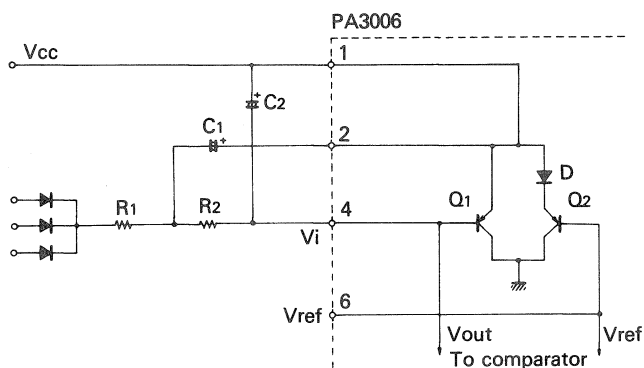 PA3006
Vcc
1
C2
C1
2
D
R1
R2
4
Q1
Q2
Vi
6
Vref
Vout
Vref
To comparator